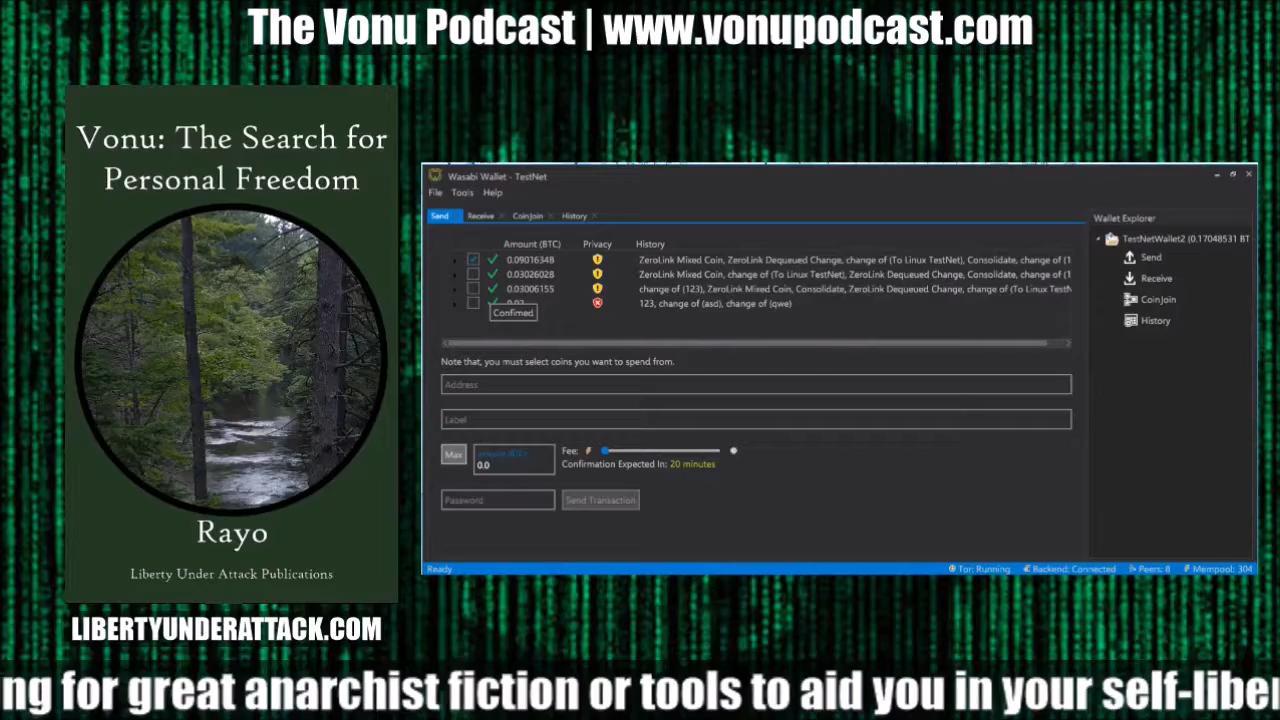 The Vonu Podcast | www.vonupodcast.com
Vonu: The Search for
Personal Freedom
Rayo
Liberty Under Attack Publications
LIBERTYUNDERATTACK.COM
Wasabi Wallet - TestNet
File Tools Help
Send Receive CoinJoin History
Amount (BTC) Privacy History
0.09016348 ZeroLink Mixed Coin, ZeroLink Dequeued Change, change of (To Linux TestNet), Consolidate, change of (1
0.03026028 ZeroLink Mixed Coin, change of (To Linux TestNet), ZeroLink Dequeued Change, Consolidate, change of (1
0.03006155 change of (123), ZeroLink Mixed Coin, Consolidate, ZeroLink Dequeued Change, change of (To Linux TestN
123, change of (asd), change of (qwe)
Confirmed
Note that, you must select coins you want to spend from.
Address
Label
Max
0.0
Fee:
Confirmation Expected In: 20 minutes
Password
Send Transaction
Wallet Explorer
TestNetWallet2 (0.17048531 BT
Send
Receive
CoinJoin
History
Ready Tor: Running Backend: Connected Peers: 8 Mempool: 304
ng for great anarchist fiction or tools to aid you in your self-liber